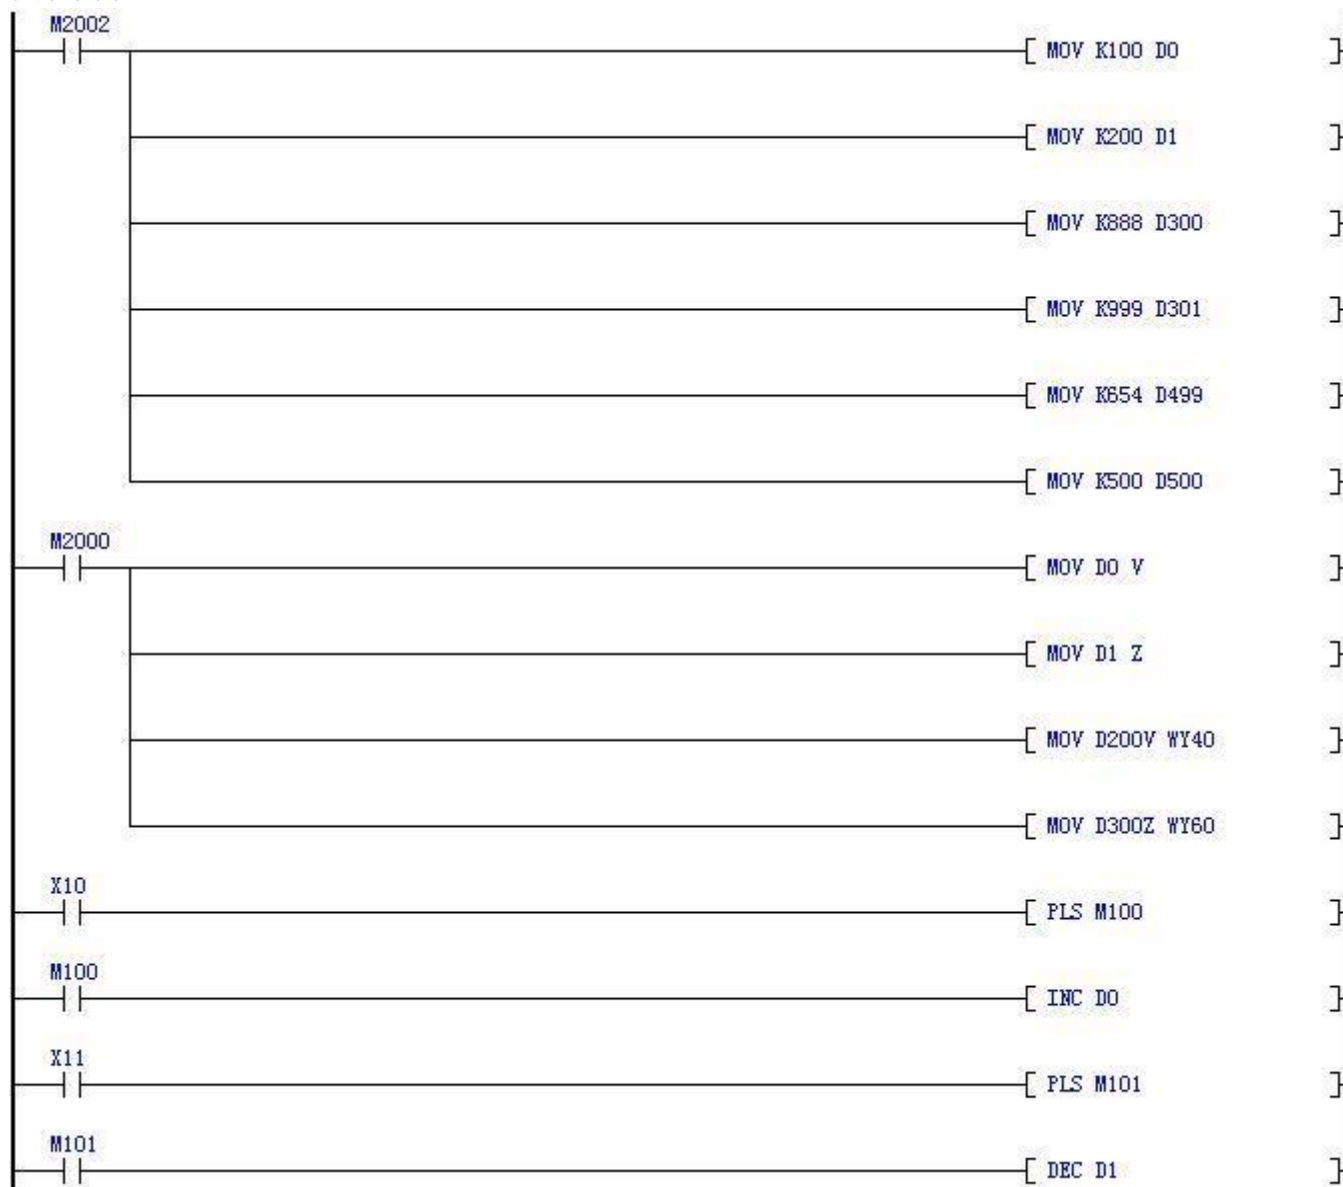 M2002
MOV K100 D0
MOV K200 D1
MOV K888 D300
MOV K999 D301
MOV K654 D499
MOV K500 D500
M2000
MOV D0 V
MOV D1 Z
MOV D200V WY40
MOV D300Z WY60
X10
PLS M100
M100
INC D0
X11
PLS M101
M101
DEC D1